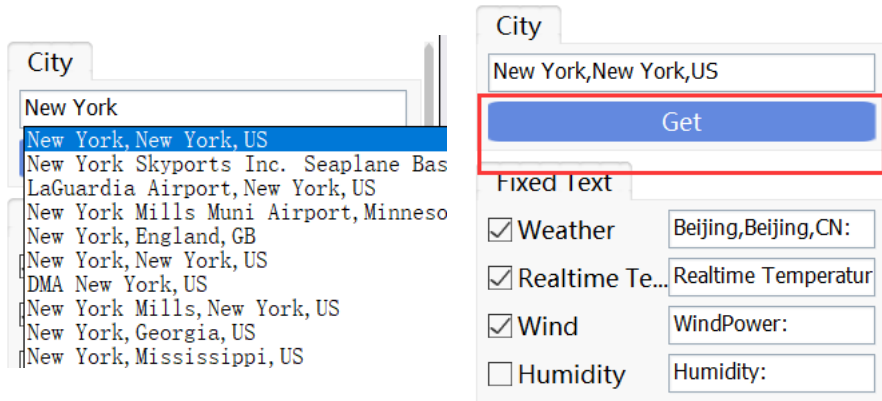 City
New York
New York,New York,US
New York Skyports Inc. Seaplane Bas
LaGuardia Airport,New York,US
New York Mills Muni Airport,Minneso
New York,England,GB
New York,New York,US
DMA New York,US
New York Mills,New York,US
New York,Georgia,US
New York,Mississippi,US
City
New York,New York,US
Get
Fixed Text
Weather Beijing,Beijing,CN:
Realtime Te... Realtime Temperatur
Wind WindPower:
Humidity Humidity: